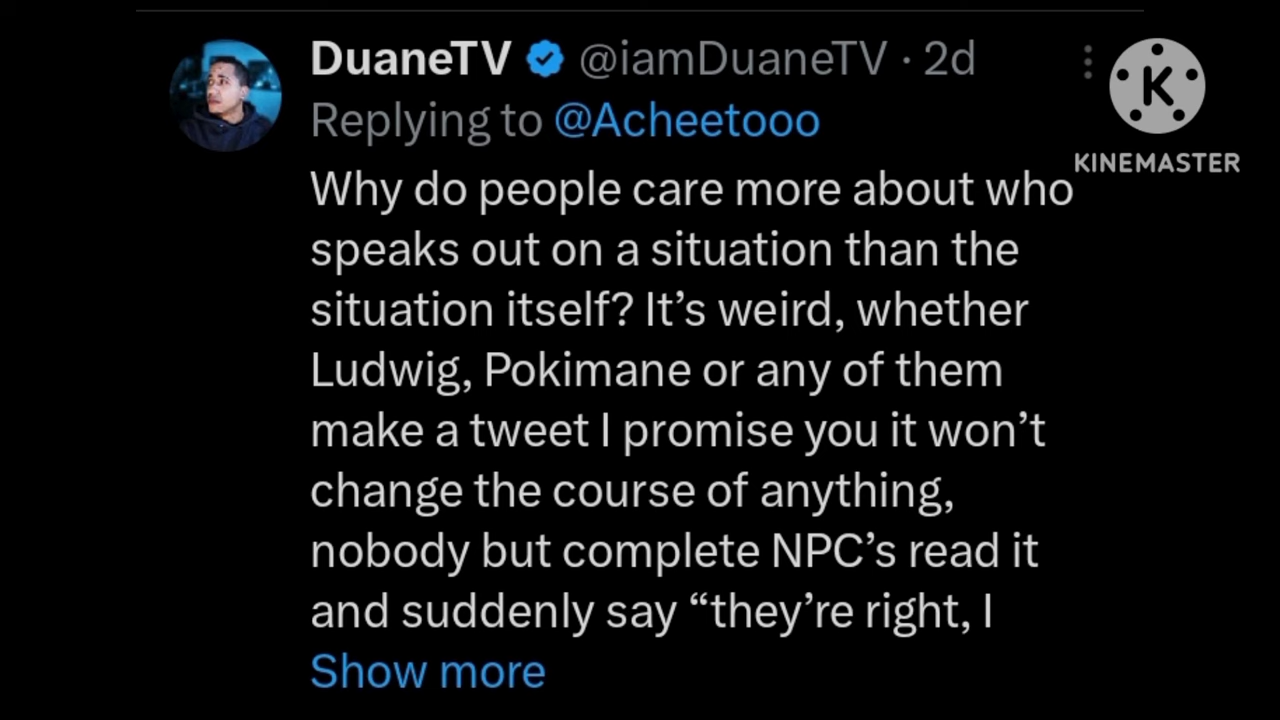 DuaneTV @iamDuaneTV · 2d
Replying to @Acheetooo
K
KINEMASTER
Why do people care more about who
speaks out on a situation than the
situation itself? It’s weird, whether
Ludwig, Pokimane or any of them
make a tweet I promise you it won’t
change the course of anything,
nobody but complete NPC’s read it
and suddenly say “they’re right, I
Show more